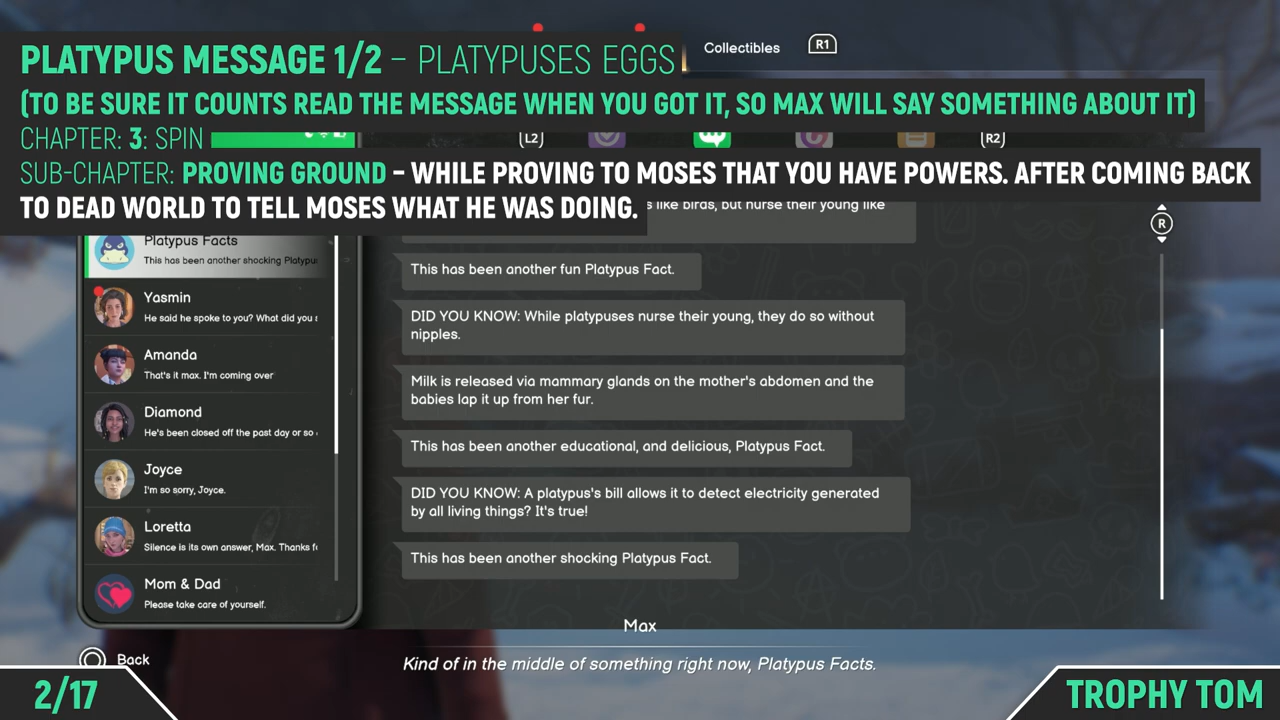 PLATYPUS MESSAGE 1/2 – PLATYPUSES EGGS
Collectibles
R1
(TO BE SURE IT COUNTS READ THE MESSAGE WHEN YOU GOT IT, SO MAX WILL SAY SOMETHING ABOUT IT)
CHAPTER: 3: SPIN
L2
R2
SUB-CHAPTER: PROVING GROUND – WHILE PROVING TO MOSES THAT YOU HAVE POWERS. AFTER COMING BACK
TO DEAD WORLD TO TELL MOSES WHAT HE WAS DOING.
like birds, but nurse their young like
R
Platypus Facts
This has been another shocking Platypu
Yasmin
He said he spoke to you? What did you
Amanda
That's it max. I'm coming over
Diamond
He's been closed off the past day or so
Joyce
I'm so sorry, Joyce.
Loretta
Silence is its own answer, Max. Thanks
Mom & Dad
Please take care of yourself.
This has been another fun Platypus Fact.
DID YOU KNOW: While platypuses nurse their young, they do so without
nipples.
Milk is released via mammary glands on the mother's abdomen and the
babies lap it up from her fur.
This has been another educational, and delicious, Platypus Fact.
DID YOU KNOW: A platypus's bill allows it to detect electricity generated
by all living things? It's true!
This has been another shocking Platypus Fact.
Max
Back
Kind of in the middle of something right now, Platypus Facts.
2/17
TROPHY TOM